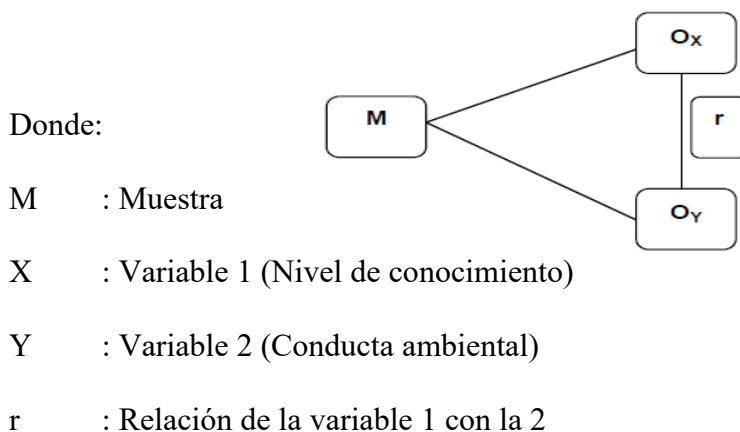 OX
M
r
OY
Donde:
M : Muestra
X : Variable 1 (Nivel de conocimiento)
Y : Variable 2 (Conducta ambiental)
r : Relación de la variable 1 con la 2